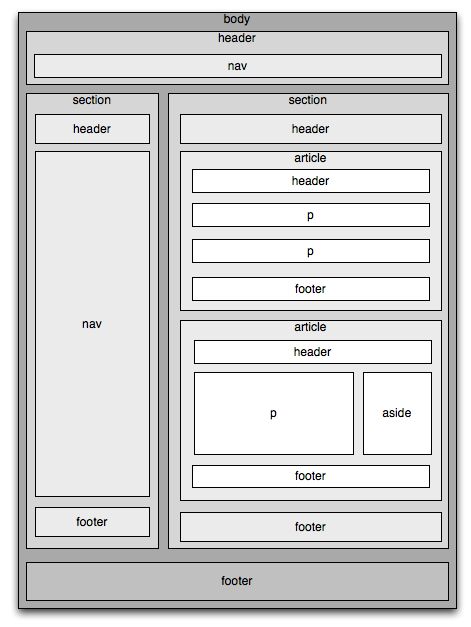 body
header
nav
section
header
nav
footer
section
header
article
header
p
p
footer
article
header
p
aside
footer
footer
footer